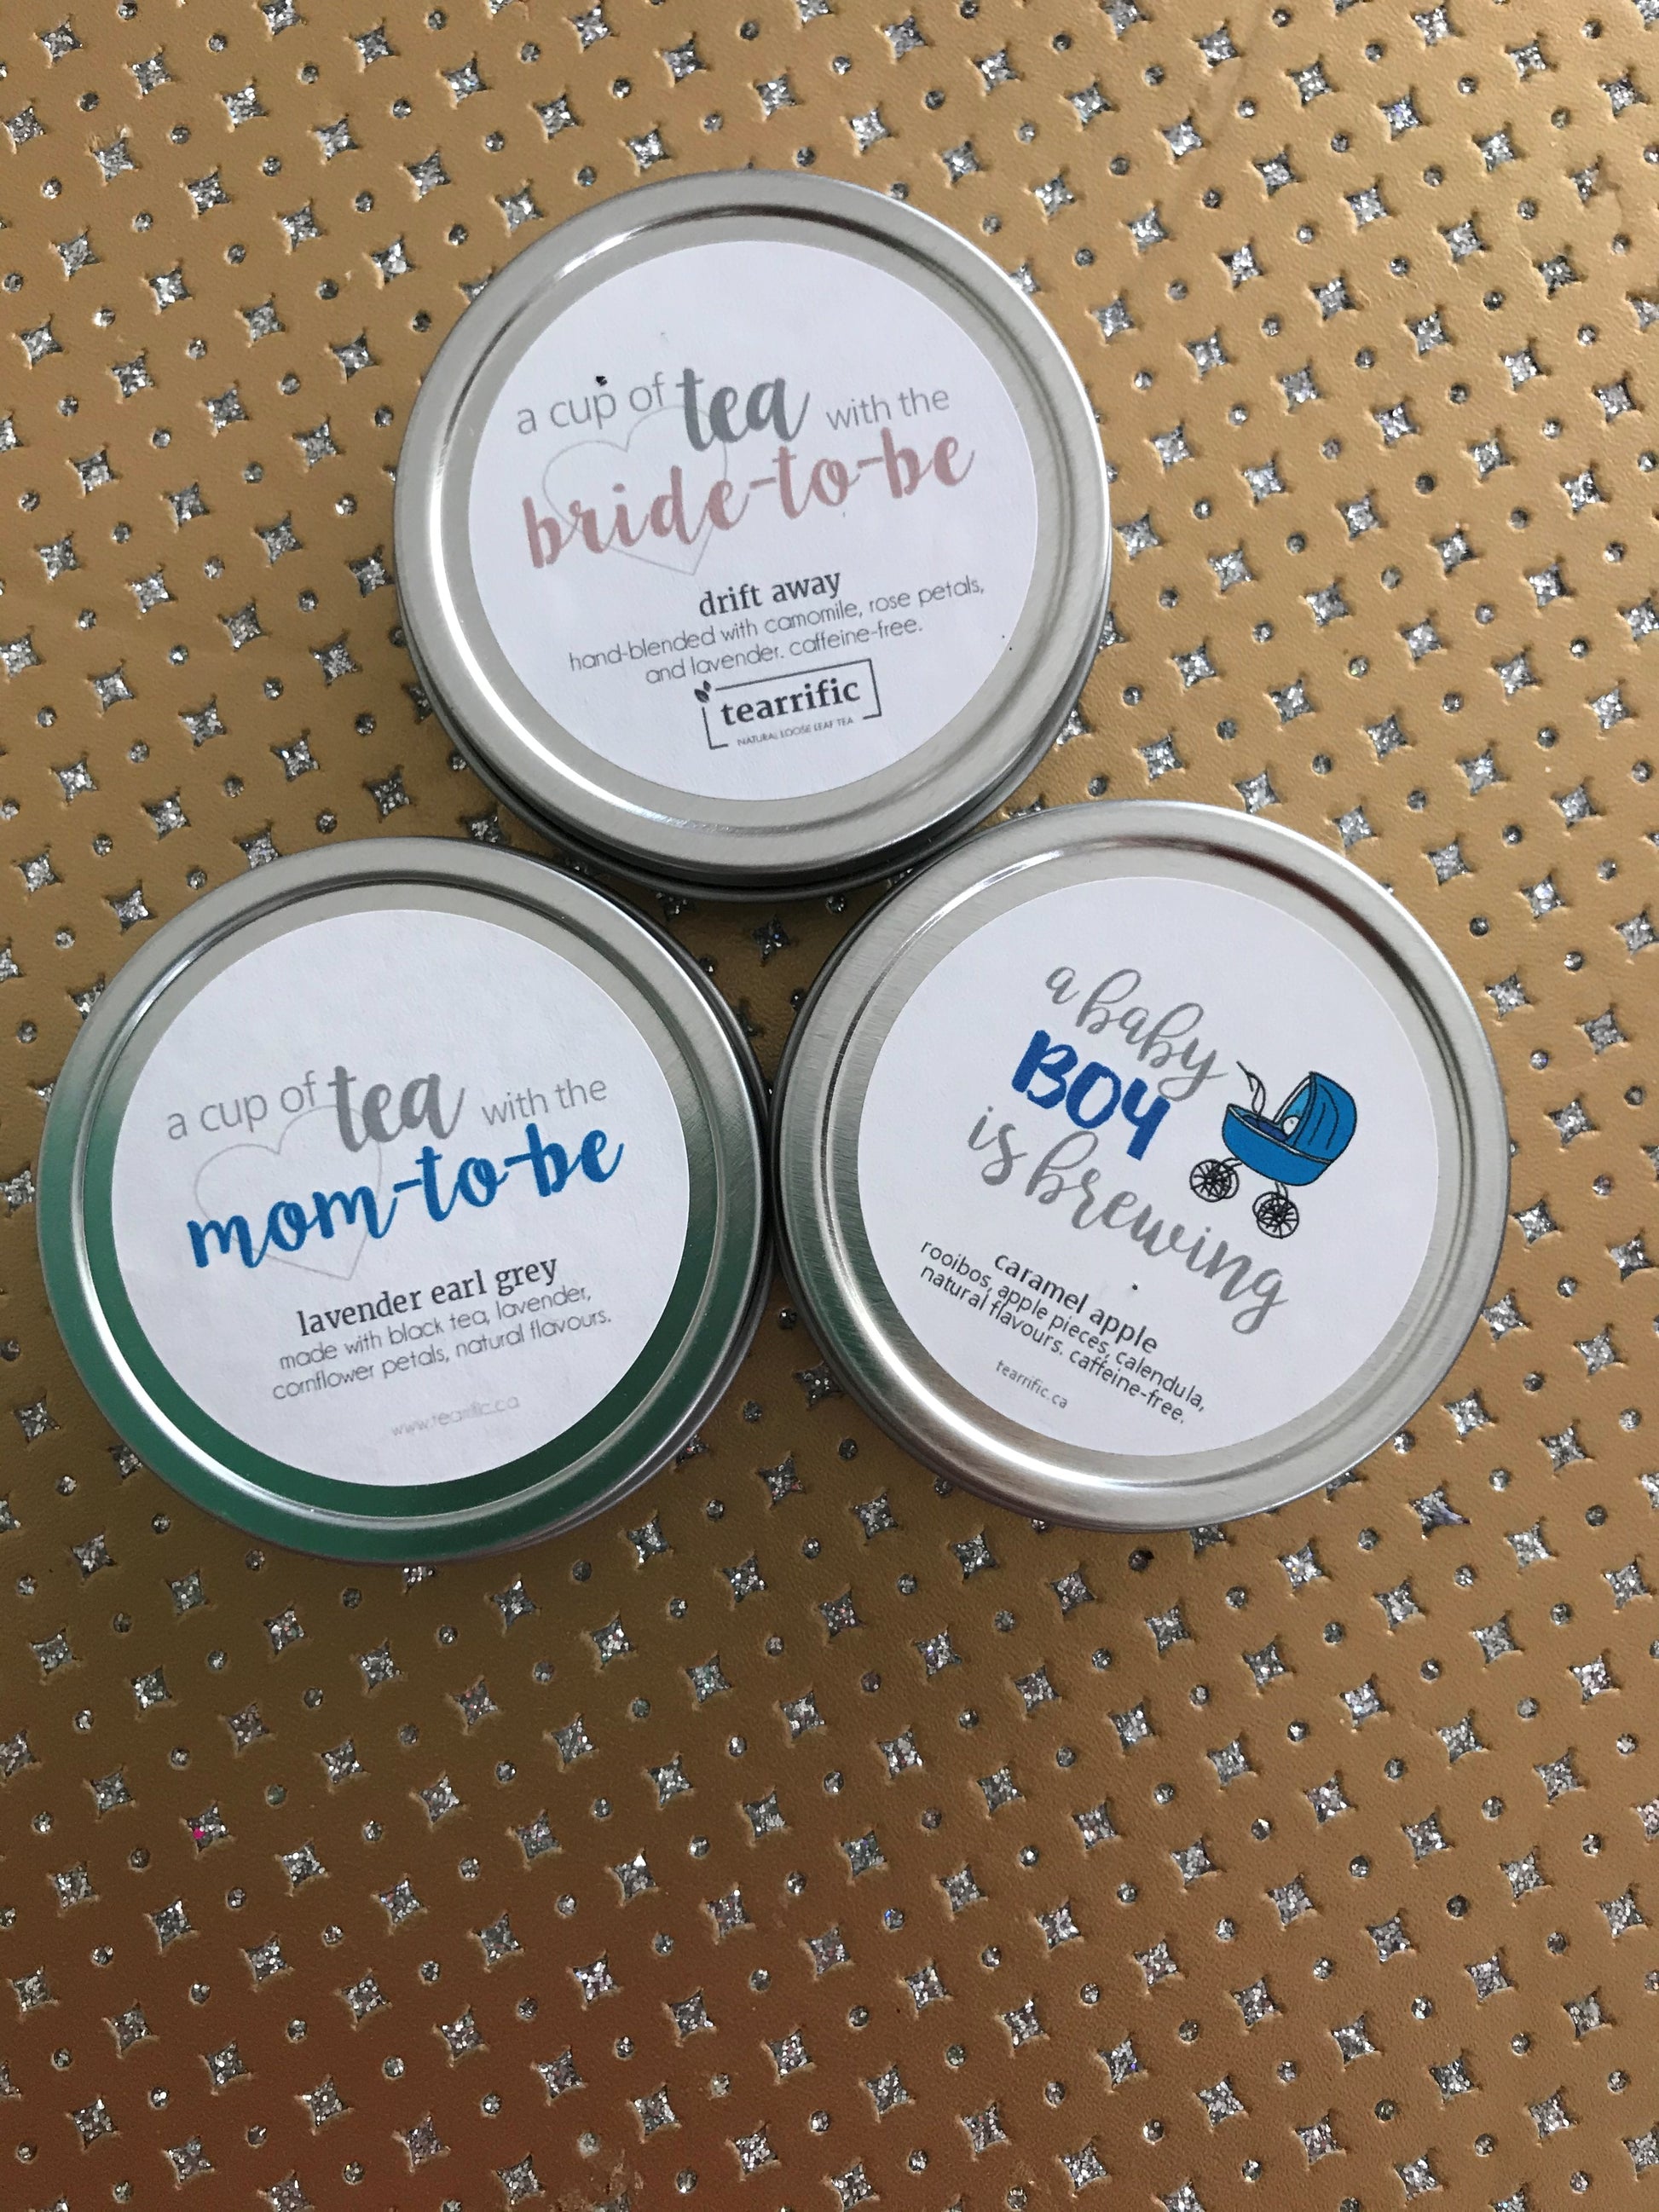 a cup of tea with the
bride-to-be
drift away
hand-blended with camomile, rose petals,
and lavender. caffeine-free.
tearrific
NATURAL LOOSE LEAF TEA
a cup of tea with the
mom-to-be
lavender earl grey
made with black tea, lavender,
cornflower petals, natural flavours.
www.tearrific.ca
a baby
BOY
is brewing
caramel apple
rooibos, apple pieces, calendula,
natural flavours. caffeine-free.
tearrific.ca